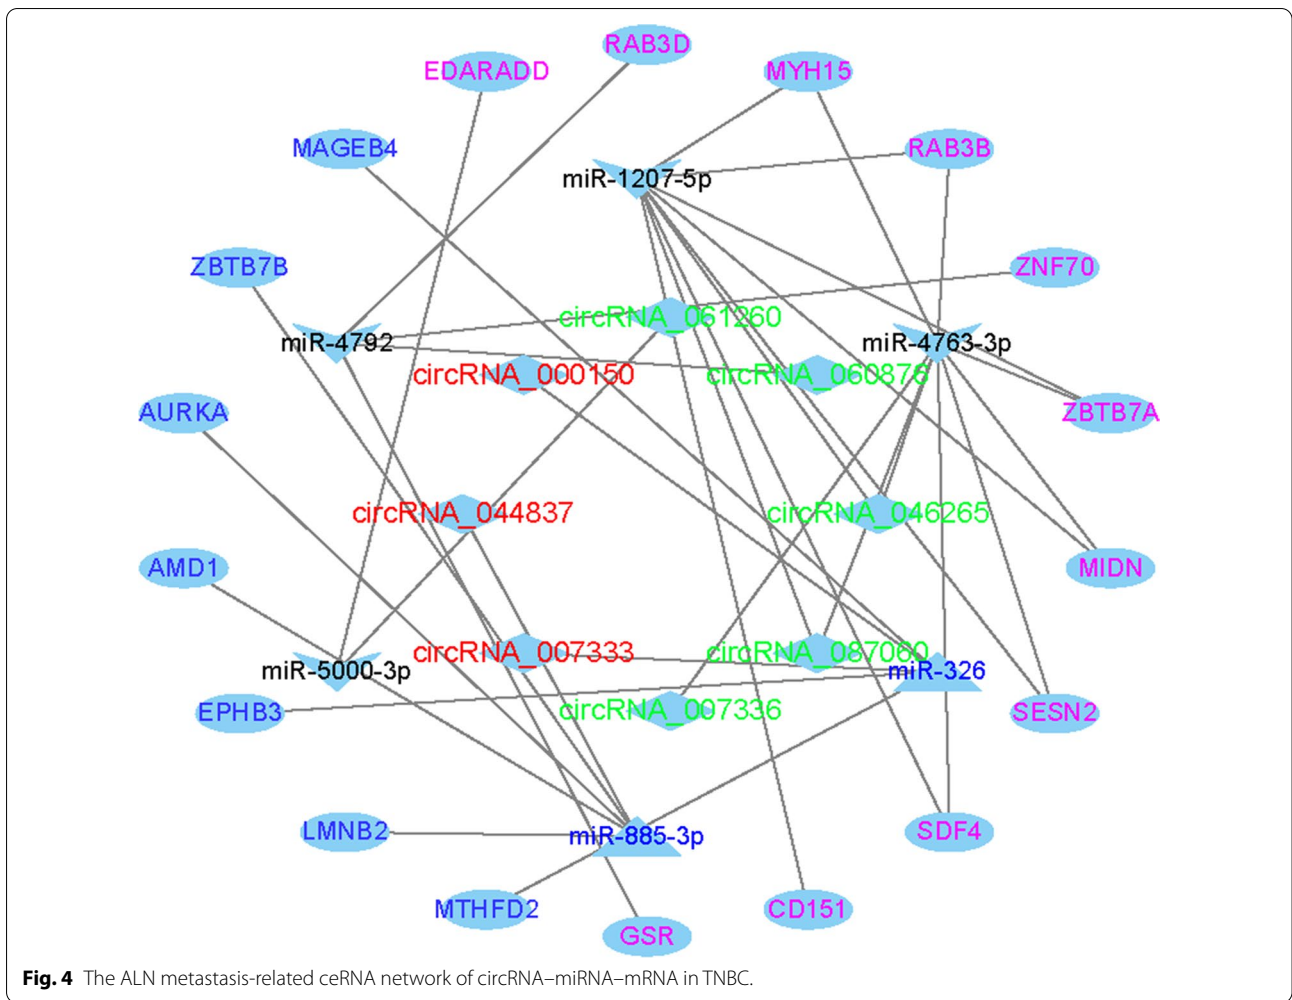 RAB3D
EDARADD
MYH15
MAGEB4
RAB3B
miR-1207-5p
ZBTB7B
ZNF70
circRNA_061260
miR-4792
miR-4763-3p
circRNA_000150
circRNA_060876
AURKA
ZBTB7A
circRNA_044837
circRNA_046265
AMD1
MIDN
circRNA_007333
circRNA_087060
miR-5000-3p
miR-326
EPHB3
circRNA_007336
SESN2
LMNB2
miR-885-3p
SDF4
MTHFD2
CD151
GSR
Fig. 4 The ALN metastasis-related ceRNA network of circRNA–miRNA–mRNA in TNBC.